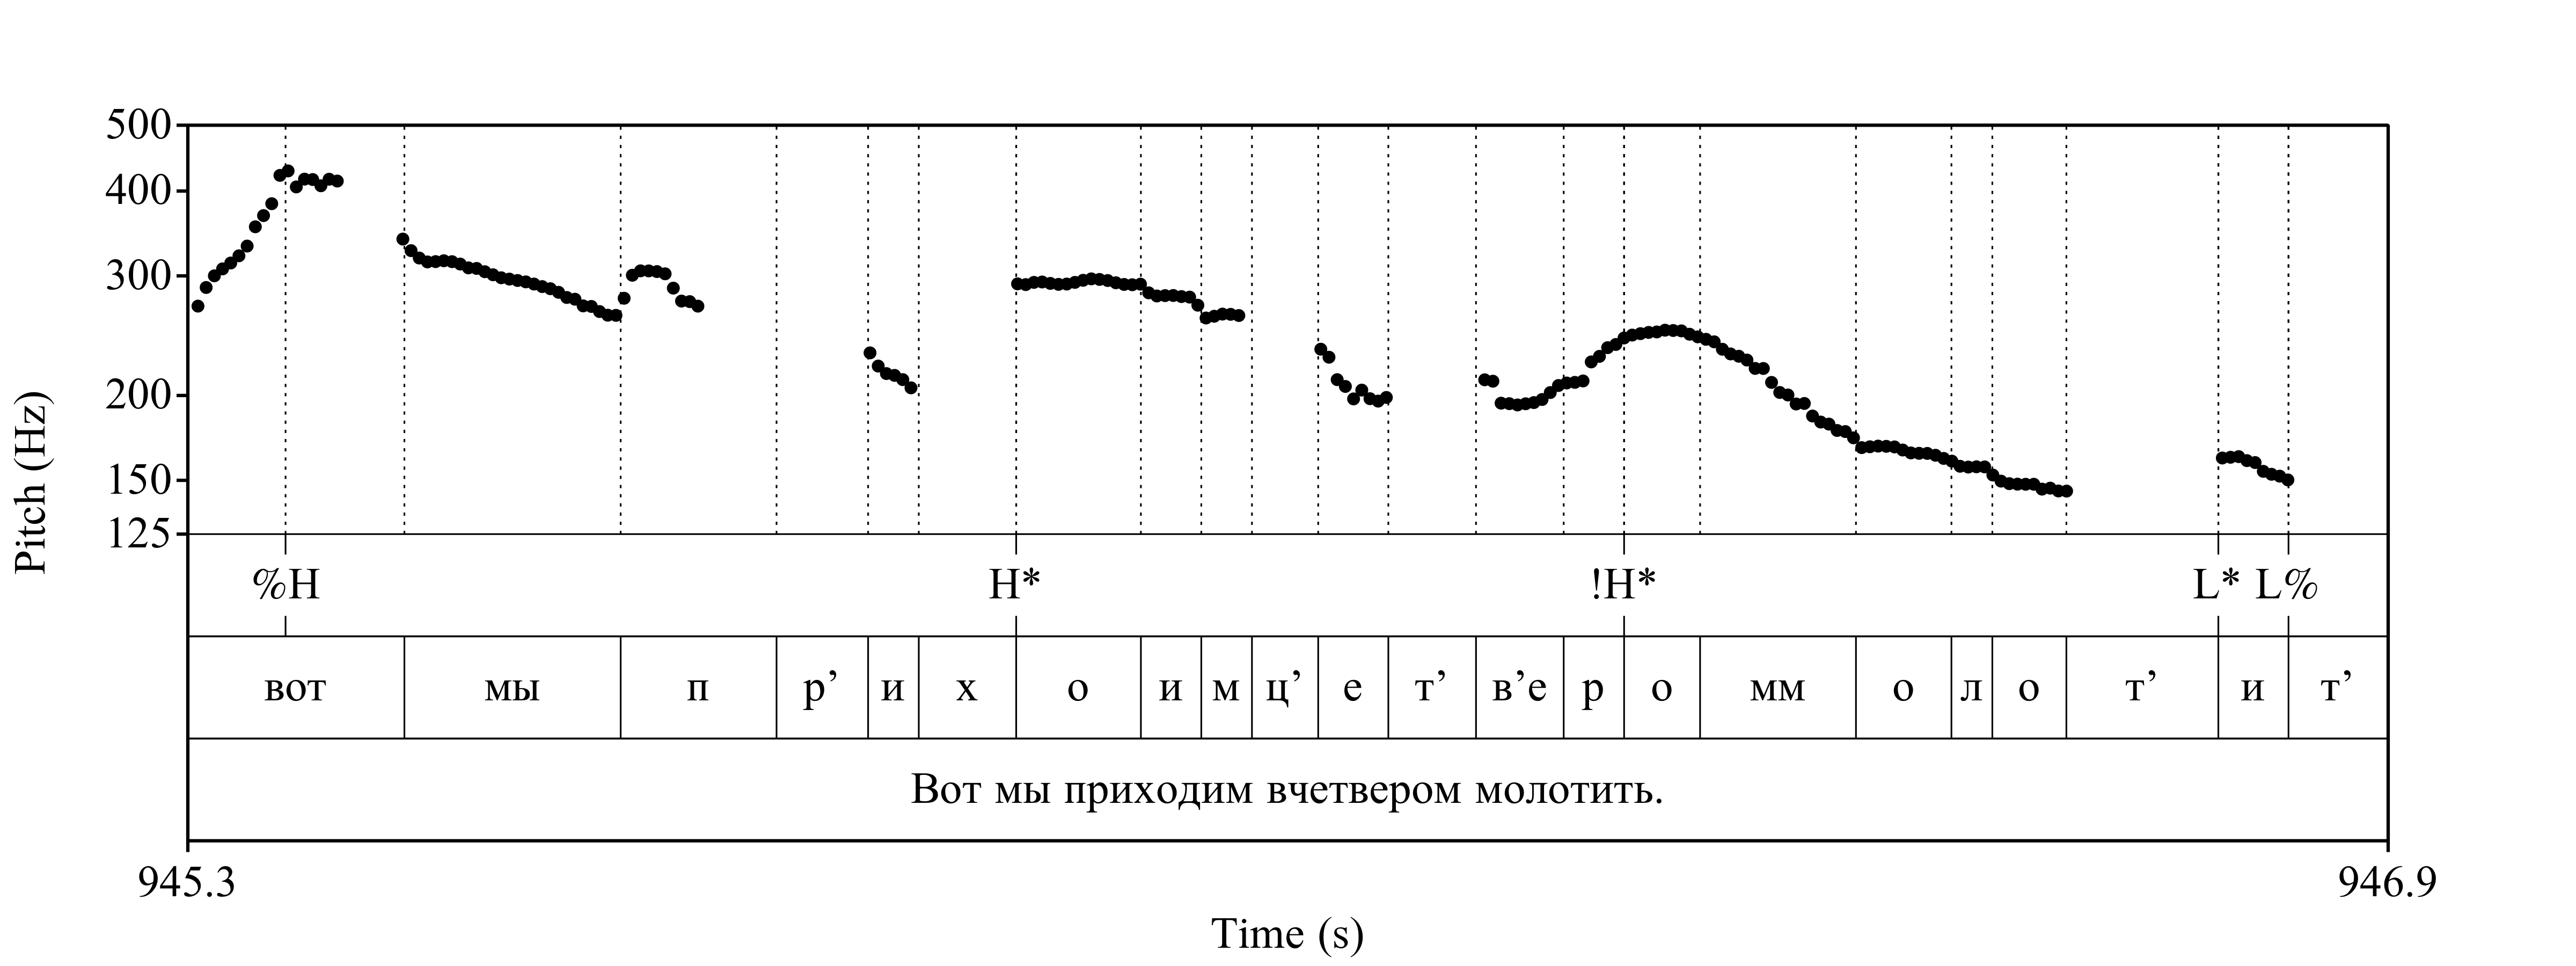 500
400
300
200
150
125
Pitch (Hz)
%H H* !H* L* L%
вот мы п р’ и х о и м ц’ е т’ в’е р о мм о л о т’ и т’
Вот мы приходим вчетвером молотить.
945.3 946.9
Time (s)